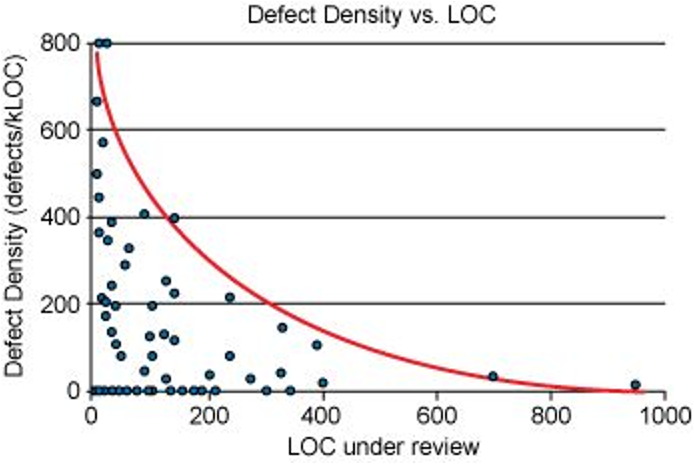 Defect Density vs. LOC
800
600
400
200
0
Defect Density (defects/kLOC)
0 200 400 600 800 1000
LOC under review